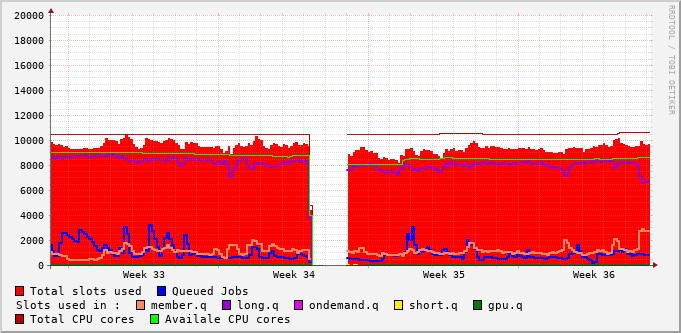 20000
18000
16000
14000
12000
10000
8000
6000
4000
2000
0
Week 33 Week 34 Week 35 Week 36
Total slots used Queued Jobs
Slots used in : member.q long.q ondemand.q short.q gpu.q
Total CPU cores Availale CPU cores
RRDTOOL / TOBI OETIKER